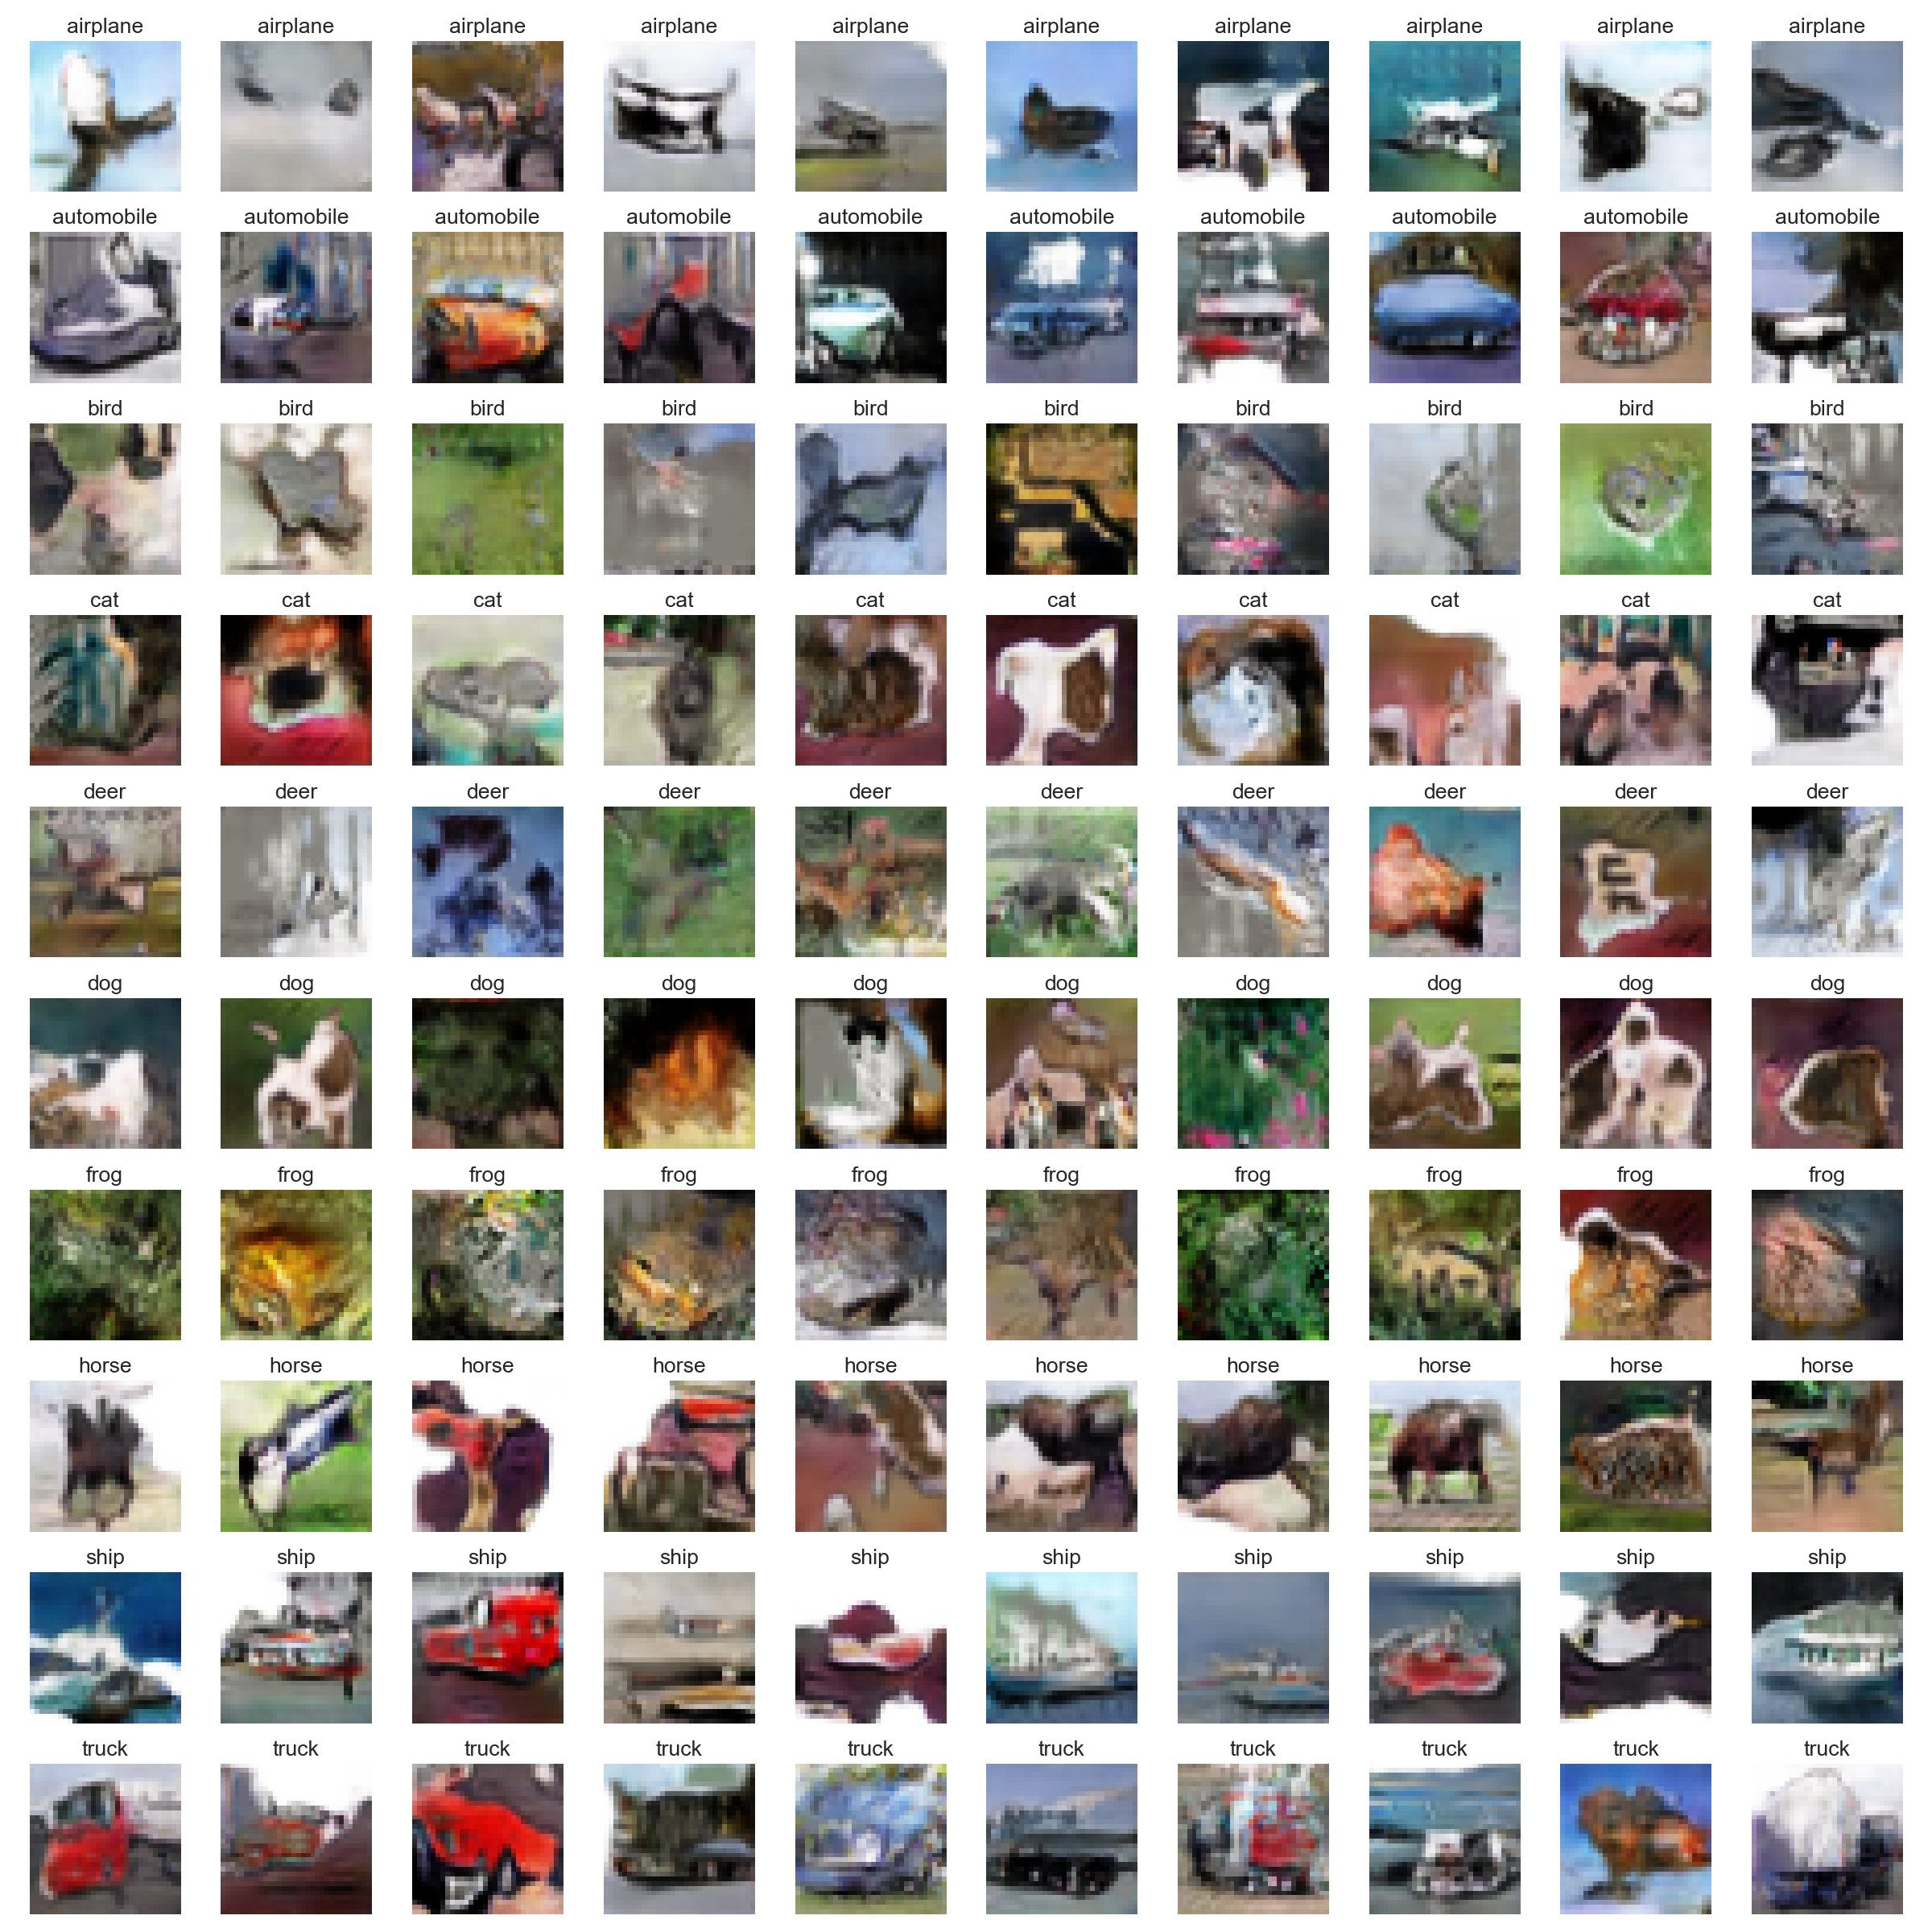 airplane airplane airplane airplane airplane airplane airplane airplane airplane airplane
automobile automobile automobile automobile automobile automobile automobile automobile automobile automobile
bird bird bird bird bird bird bird bird bird bird
cat cat cat cat cat cat cat cat cat cat
deer deer deer deer deer deer deer deer deer deer
dog dog dog dog dog dog dog dog dog dog
frog frog frog frog frog frog frog frog frog frog
horse horse horse horse horse horse horse horse horse horse
ship ship ship ship ship ship ship ship ship ship
truck truck truck truck truck truck truck truck truck truck